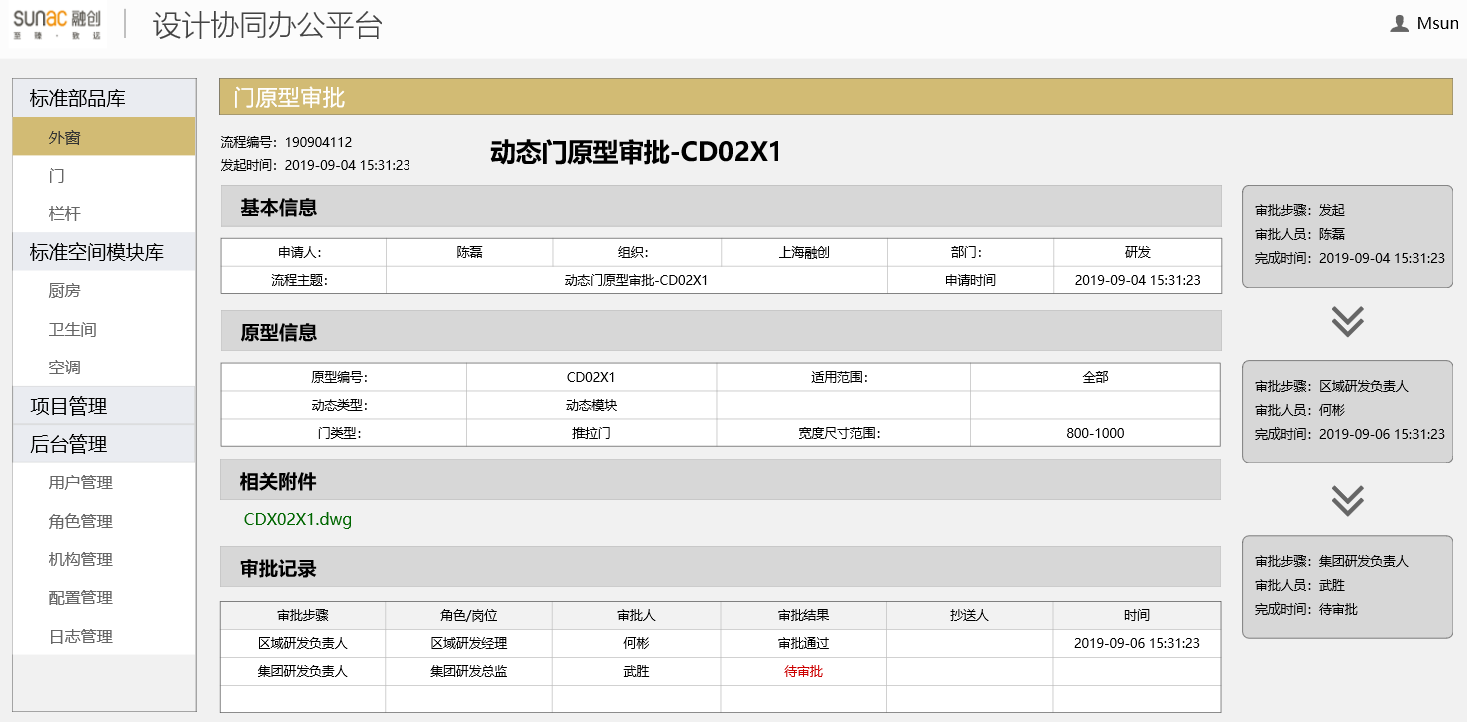 sunac 融创
至臻·致远
设计协同办公平台
Msun
标准部品库
外窗
门
栏杆
标准空间模块库
厨房
卫生间
空调
项目管理
后台管理
用户管理
角色管理
机构管理
配置管理
日志管理
门原型审批
流程编号：190904112
发起时间：2019-09-04 15:31:23
动态门原型审批-CD02X1
基本信息
申请人： 陈磊 组织： 上海融创 部门： 研发
流程主题： 动态门原型审批-CD02X1 申请时间 2019-09-04 15:31:23
原型信息
原型编号： CD02X1 适用范围： 全部
动态类型： 动态模块
门类型： 推拉门 宽度尺寸范围： 800-1000
相关附件
CDX02X1.dwg
审批记录
审批步骤 角色/岗位 审批人 审批结果 抄送人 时间
区域研发负责人 区域研发经理 何彬 审批通过 2019-09-06 15:31:23
集团研发负责人 集团研发总监 武胜 待审批
审批步骤：发起
审批人员：陈磊
完成时间：2019-09-04 15:31:23
审批步骤：区域研发负责人
审批人员：何彬
完成时间：2019-09-06 15:31:23
审批步骤：集团研发负责人
审批人员：武胜
完成时间：待审批